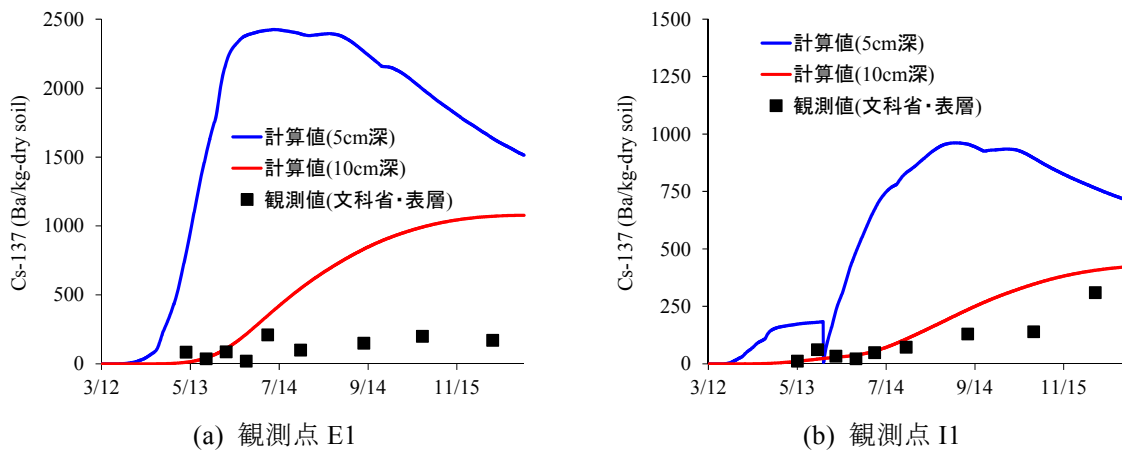 2500
2000
1500
1000
500
0
Cs-137 (Ba/kg-dry soil)
計算値(5cm深)
計算値(10cm深)
観測値(文科省・表層)
3/12 5/13 7/14 9/14 11/15
(a) 観測点 E1
1500
1250
1000
750
500
250
0
Cs-137 (Ba/kg-dry soil)
計算値(5cm深)
計算値(10cm深)
観測値(文科省・表層)
3/12 5/13 7/14 9/14 11/15
(b) 観測点 I1